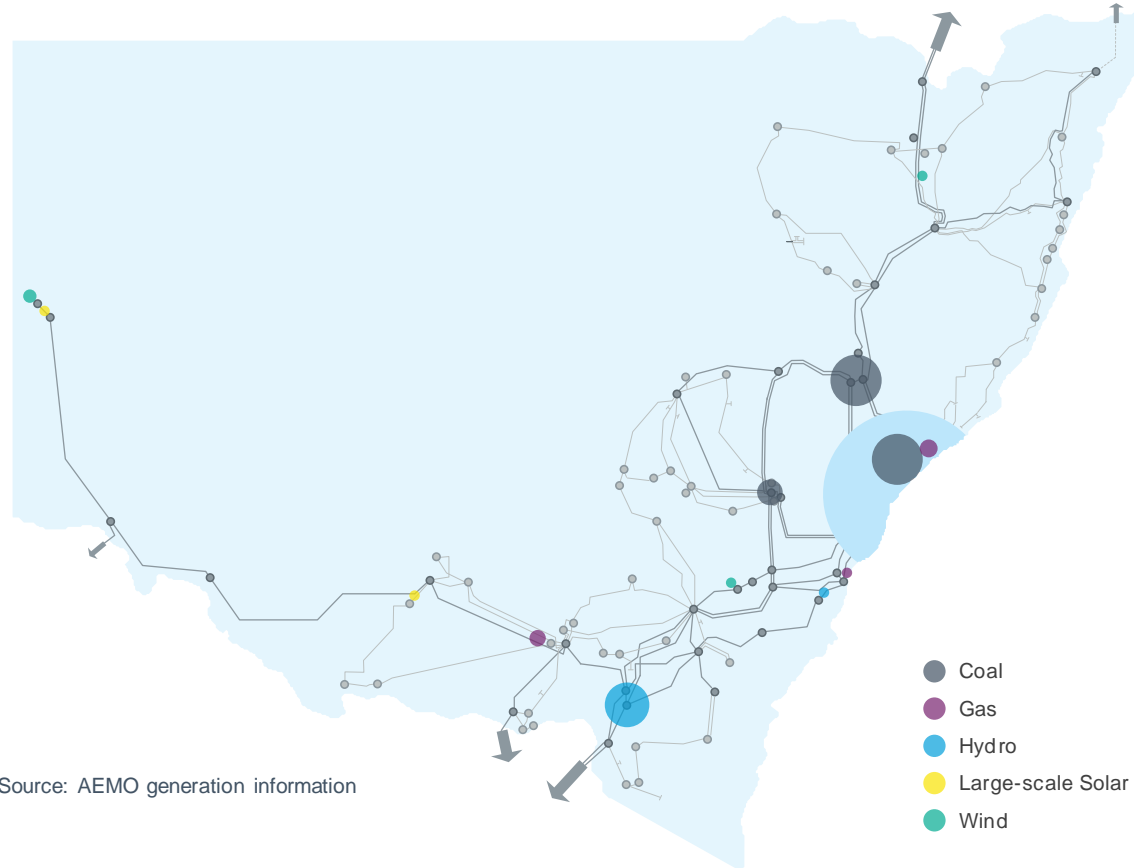 Coal
Gas
Hydro
Source: AEMO generation information
Large-scale Solar
Wind